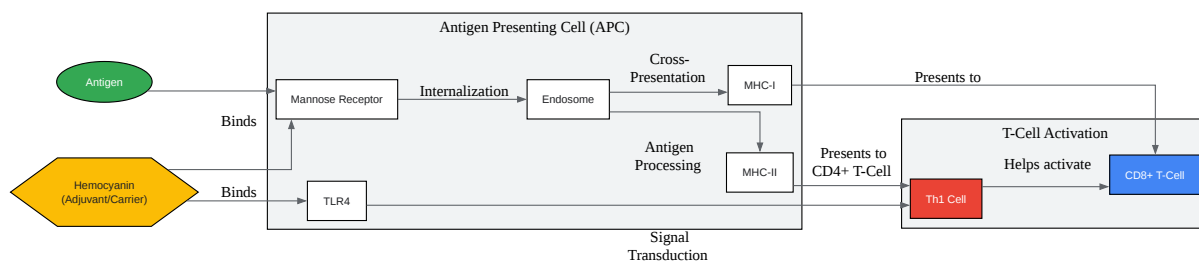 Antigen Presenting Cell (APC)
Antigen
Mannose Receptor
Internalization
Endosome
Cross-
Presentation
MHC-I
Presents to
Binds
Antigen
Processing
MHC-II
Presents to
CD4+ T-Cell
T-Cell Activation
Helps activate
CD8+ T-Cell
Th1 Cell
Hemocyanin
(Adjuvant/Carrier)
Binds
TLR4
Signal
Transduction